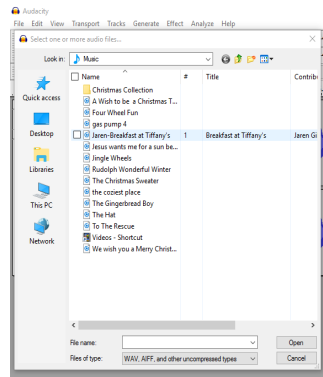 Audacity
File Edit View Transport Tracks Generate Effect Analyze Help
Select one or more audio files...
Look in: Music
Name # Title Contribu
Quick access
Desktop
Libraries
This PC
Network
Christmas Collection
A Wish to be a Christmas T...
Four Wheel Fun
gas pump 4
Jaren-Breakfast at Tiffany's 1 Breakfast at Tiffany's Jaren Gi
Jesus wants me for a sun be...
Jingle Wheels
Rudolph Wonderful Winter
The Christmas Sweater
the coziest place
The Gingerbread Boy
The Hat
To The Rescue
Videos - Shortcut
We wish you a Merry Christ...
File name: Open
Files of type: WAV, AIFF, and other uncompressed types Cancel